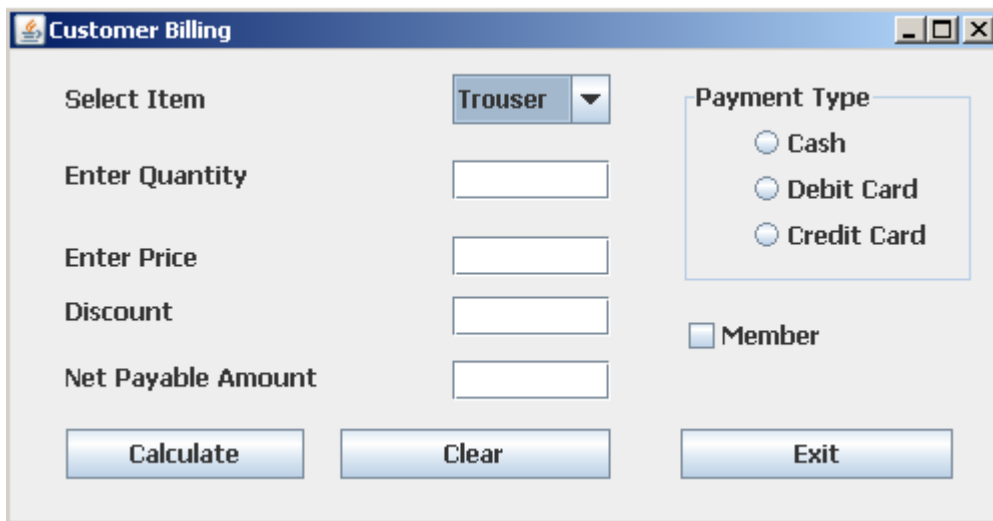 Customer Billing
Select Item
Trouser
Enter Quantity
Enter Price
Discount
Net Payable Amount
Payment Type
Cash
Debit Card
Credit Card
Member
Calculate
Clear
Exit